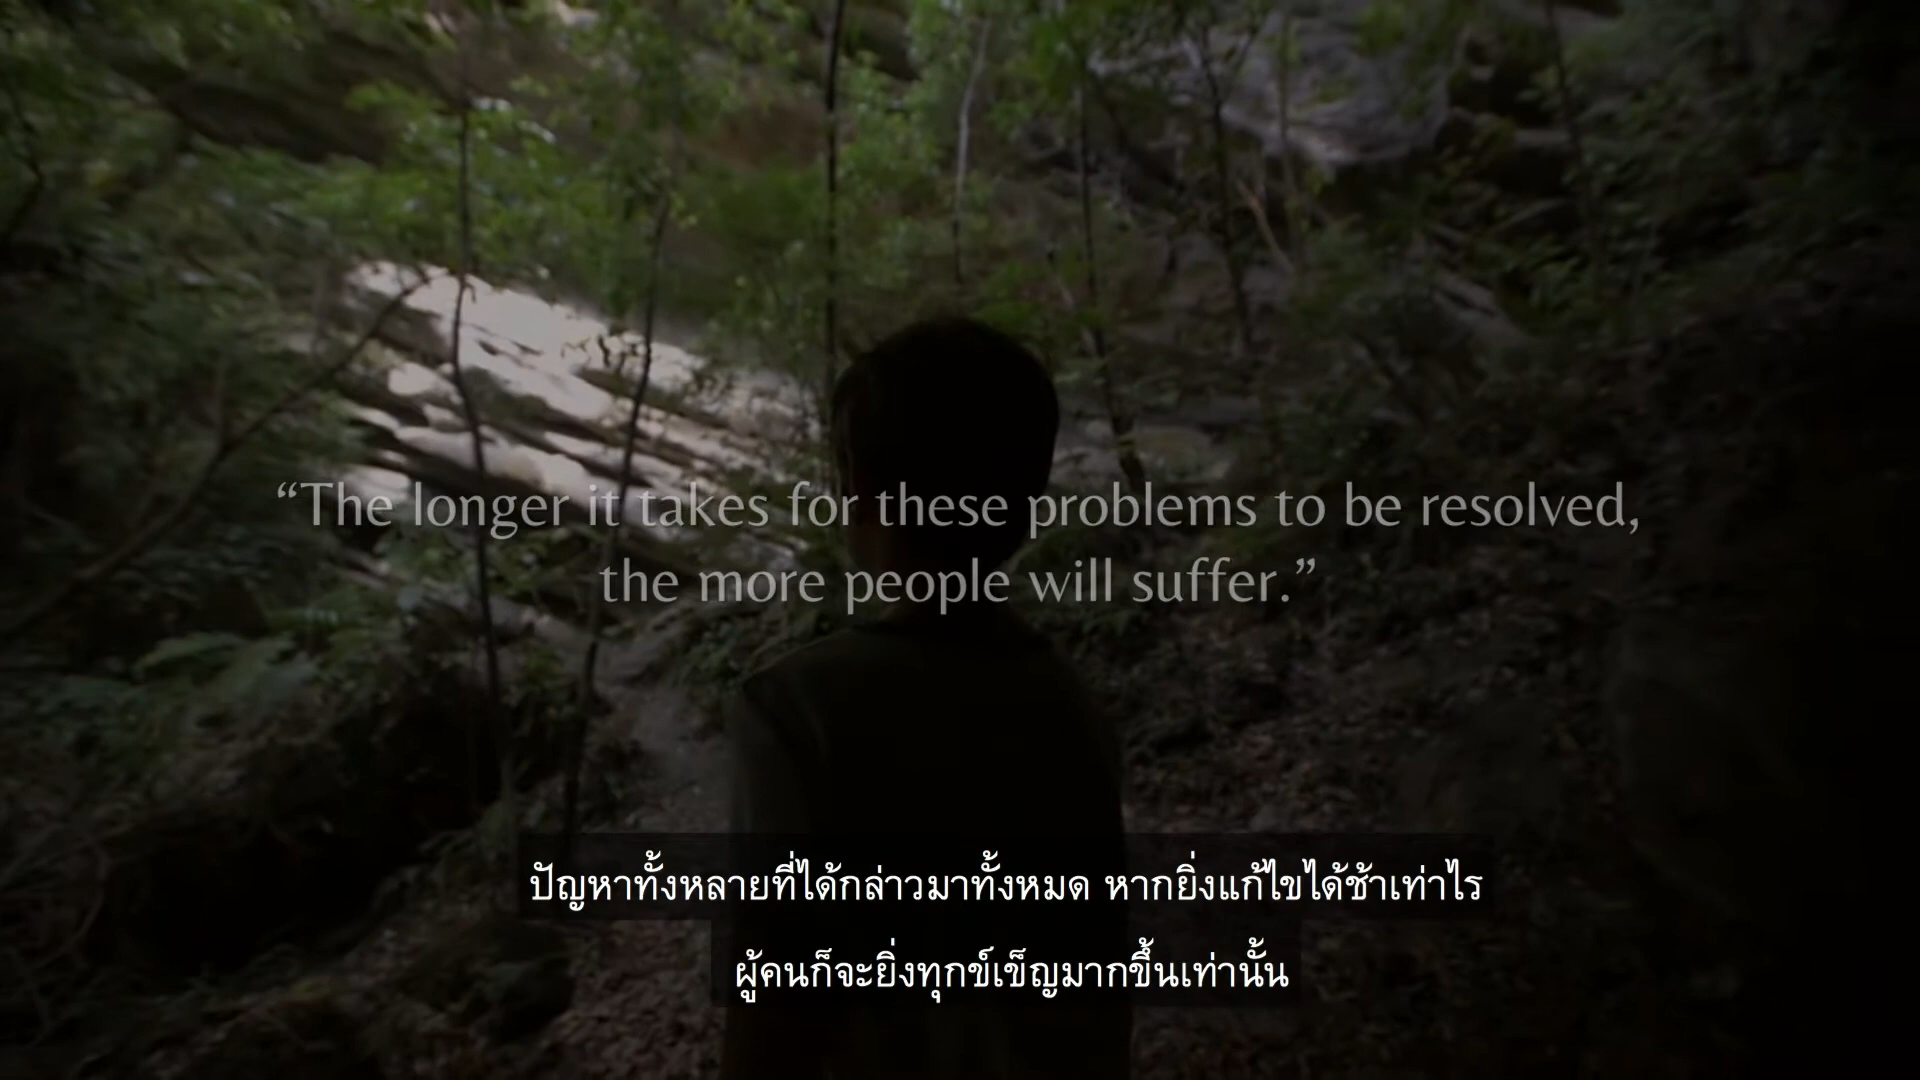 “The longer it takes for these problems to be resolved,
the more people will suffer.”
ปัญหาทั้งหลายที่ได้กล่าวมาทั้งหมด หากยิ่งแก้ไขได้ช้าเท่าไร
ผู้คนก็จะยิ่งทุกข์เข็ญมากขึ้นเท่านั้น